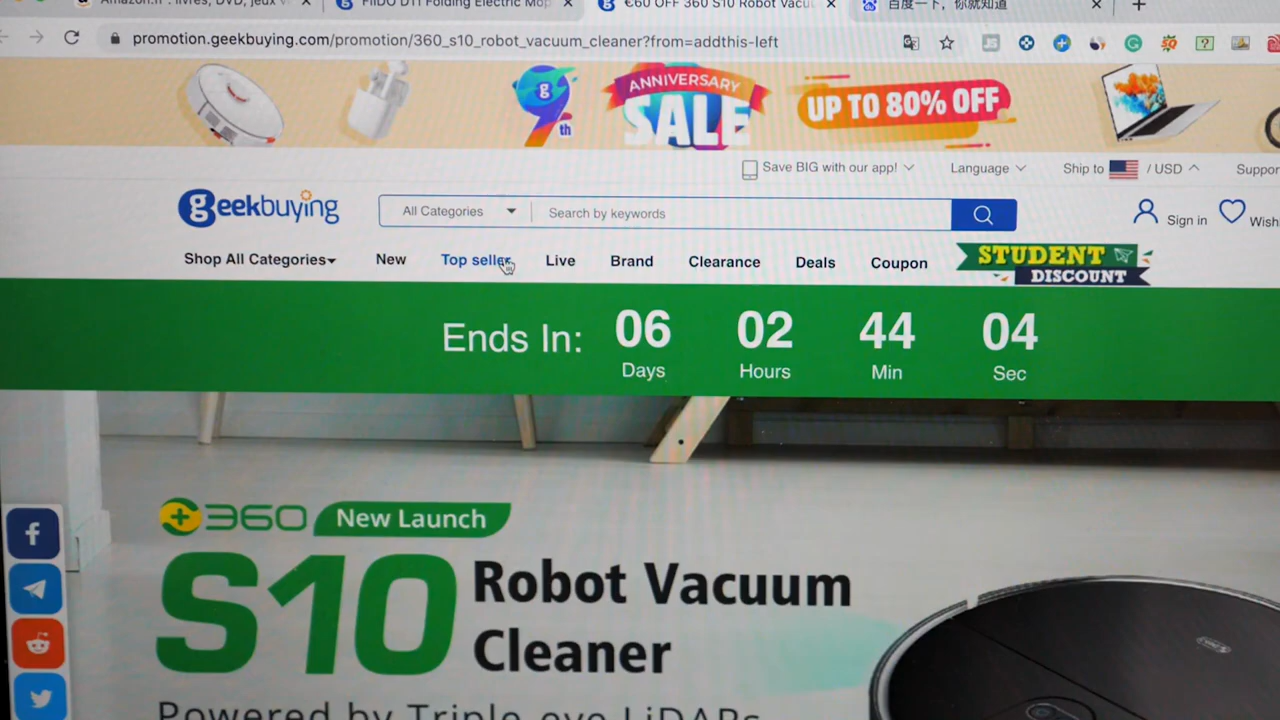 Amazon.fr : livres, DVD, jeux v
FIIDO D11 Folding Electric Mop
€60 OFF 360 S10 Robot Vacu
百度一下，你就知道
promotion.geekbuying.com/promotion/360_s10_robot_vacuum_cleaner?from=addthis-left
g
9th
ANNIVERSARY
SALE
UP TO 80% OFF
Save BIG with our app!
Language
Ship to / USD
Suppor
geekbuying
All Categories
Search by keywords
Sign in
Wish
Shop All Categories
New
Top seller
Live
Brand
Clearance
Deals
Coupon
STUDENT
DISCOUNT
Ends In:
06
02
44
04
Days
Hours
Min
Sec
360
New Launch
S10
Robot Vacuum
Cleaner
Powered by Triple-eye LiDARs